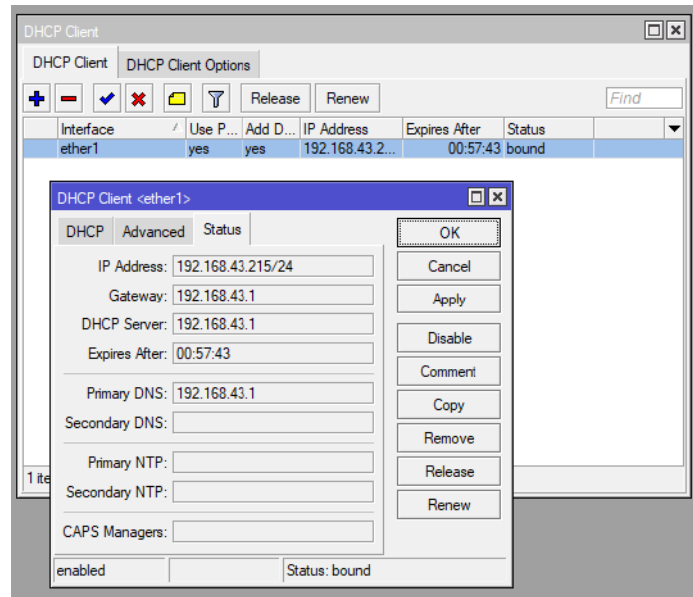 DHCP Client
DHCP Client DHCP Client Options
Release Renew Find
Interface Use P... Add D... IP Address Expires After Status
ether1 yes yes 192.168.43.2... 00:57:43 bound
DHCP Client <ether1>
DHCP Advanced Status
OK
IP Address: 192.168.43.215/24
Cancel
Gateway: 192.168.43.1
Apply
DHCP Server: 192.168.43.1
Disable
Expires After: 00:57:43
Comment
Primary DNS: 192.168.43.1
Copy
Secondary DNS:
Remove
Primary NTP:
Release
1 ite
Secondary NTP:
Renew
CAPS Managers:
enabled Status: bound